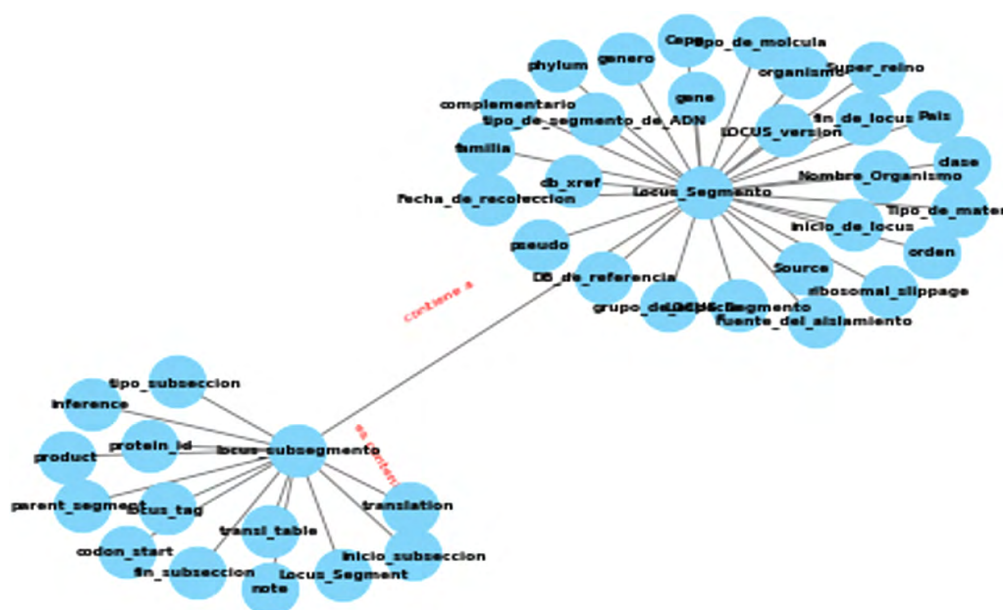 tipo_de_molcula
phylum
genero
organismo
Super_reino
complementario
gene
tipo_de_segmento_de_ADN
LOCUS_version
fin_de_locus
Pais
familia
clase
db_xref
Nombre_Organismo
Fecha_de_recoleccion
Locus_Segmento
inicio_de_locus
pseudo
orden
Source
DB_de_referencia
ribosomal_slippage
fuente_del_aislamiento
contiene a
tipo_subseccion
inference
protein_id
locus_subsegmento
product
parent_segment
locus_tag
translation
transl_table
codon_start
inicio_subseccion
fin_subseccion
Locus_Segment
note